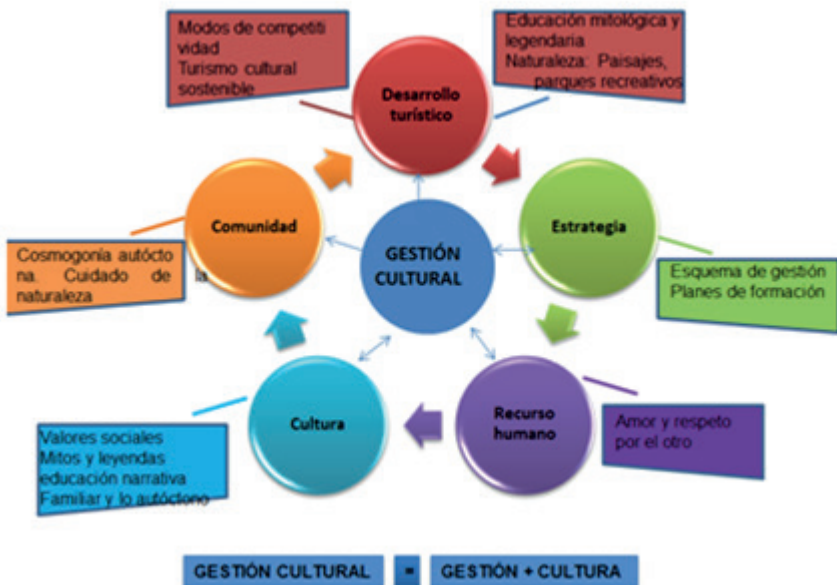 Modos de competiti
vidad
Turismo cultural
sostenible
Educación mitológica y
legendaria
Naturaleza: Paisajes,
parques recreativos
Desarrollo
turístico
Comunidad
Estrategia
GESTIÓN
CULTURAL
Cosmogonía autócto
na. Cuidado de la
naturaleza
Esquema de gestión
Planes de formación
Cultura
Recurso
humano
Valores sociales
Mitos y leyendas
educación narrativa
Familiar y lo autóctono
Amor y respeto
por el otro
GESTIÓN CULTURAL = GESTIÓN + CULTURA